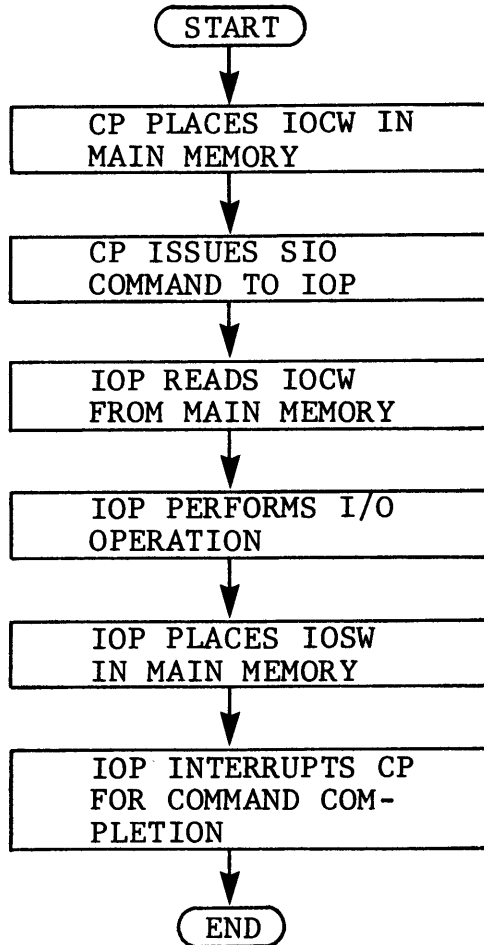 START
CP PLACES IOCW IN
MAIN MEMORY
CP ISSUES SIO
COMMAND TO IOP
IOP READS IOCW
FROM MAIN MEMORY
IOP PERFORMS I/O
OPERATION
IOP PLACES IOSW
IN MAIN MEMORY
IOP INTERRUPTS CP
FOR COMMAND COM-
PLETION
END